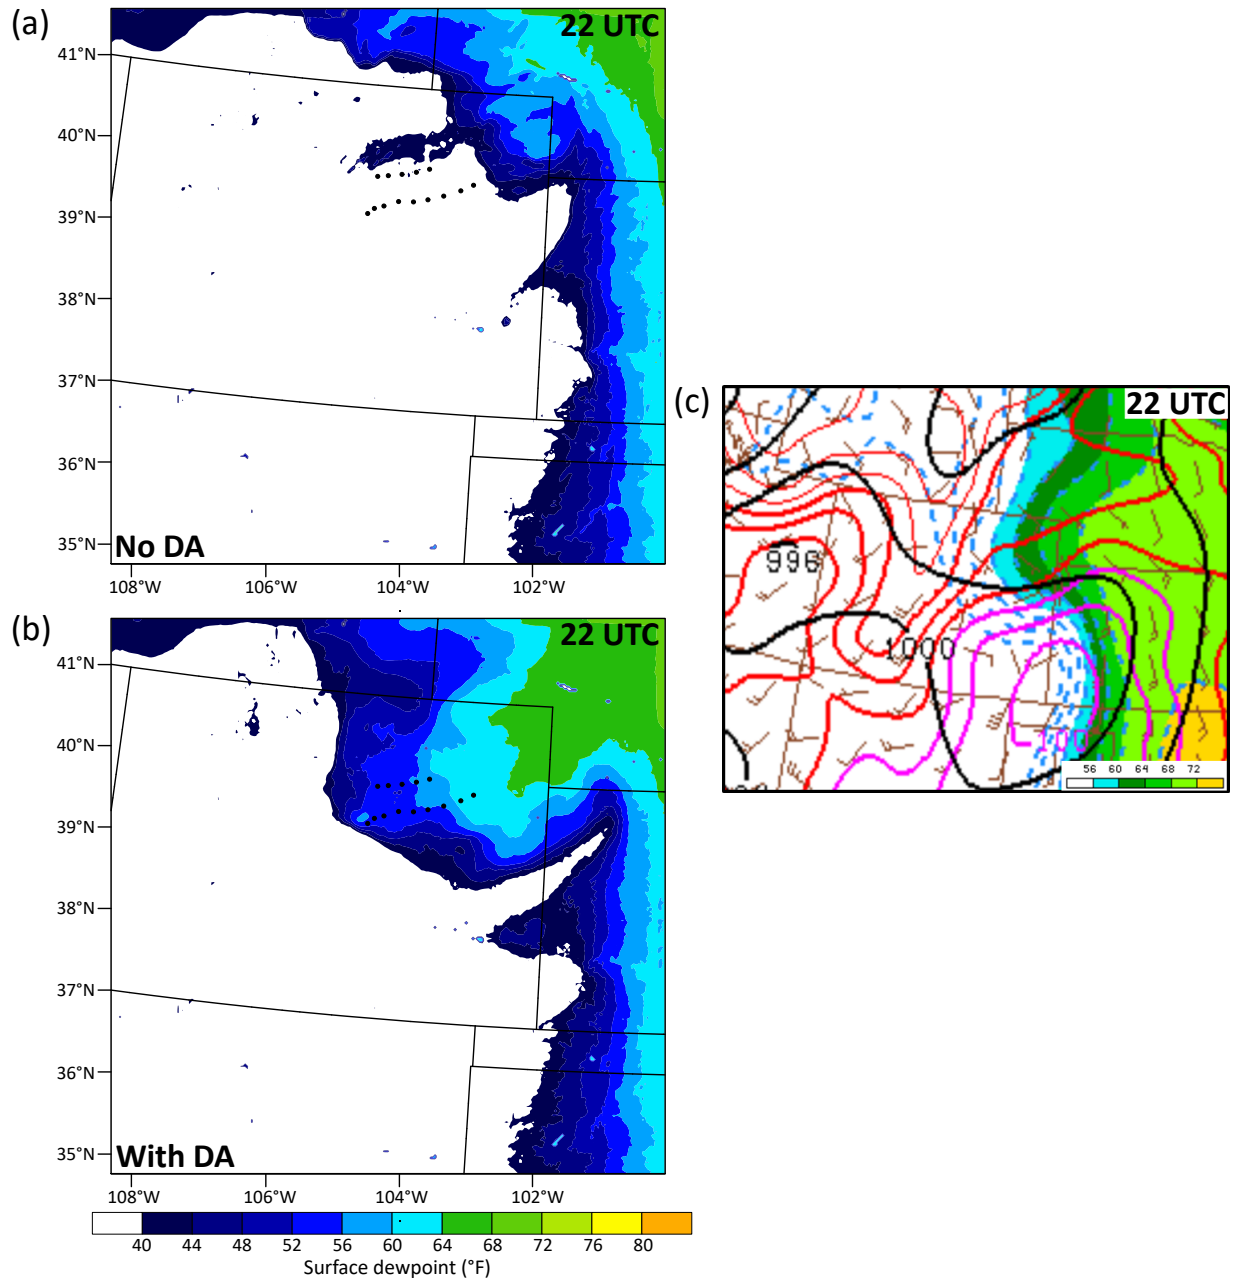 (a)
22 UTC
41°N
40°N
39°N
38°N
37°N
36°N
35°N
No DA
108°W 106°W 104°W 102°W
(b)
22 UTC
41°N
40°N
39°N
38°N
37°N
36°N
35°N
With DA
108°W 106°W 104°W 102°W
40 44 48 52 56 60 64 68 72 76 80
Surface dewpoint (°F)
(c)
22 UTC
996
1000
56 60 64 68 72